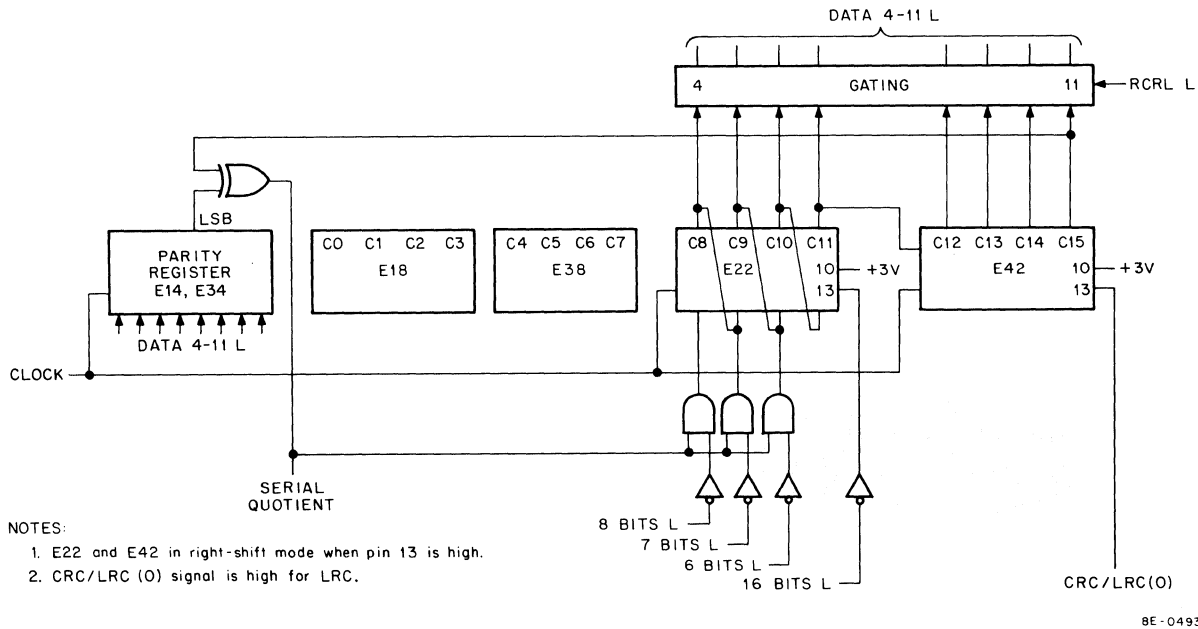 DATA 4-11 L
4 GATING 11
RCRL L
LSB
PARITY
REGISTER
E14, E34
DATA 4-11 L
CO C1 C2 C3
E18
C4 C5 C6 C7
E38
C8 C9 C10 C11
E22
10
+3V
13
C12 C13 C14 C15
E42
10
+3V
13
CLOCK
SERIAL
QUOTIENT
8 BITS L
7 BITS L
6 BITS L
16 BITS L
CRC/LRC(0)
NOTES:
1. E22 and E42 in right-shift mode when pin 13 is high.
2. CRC/LRC (0) signal is high for LRC.
8E-0493